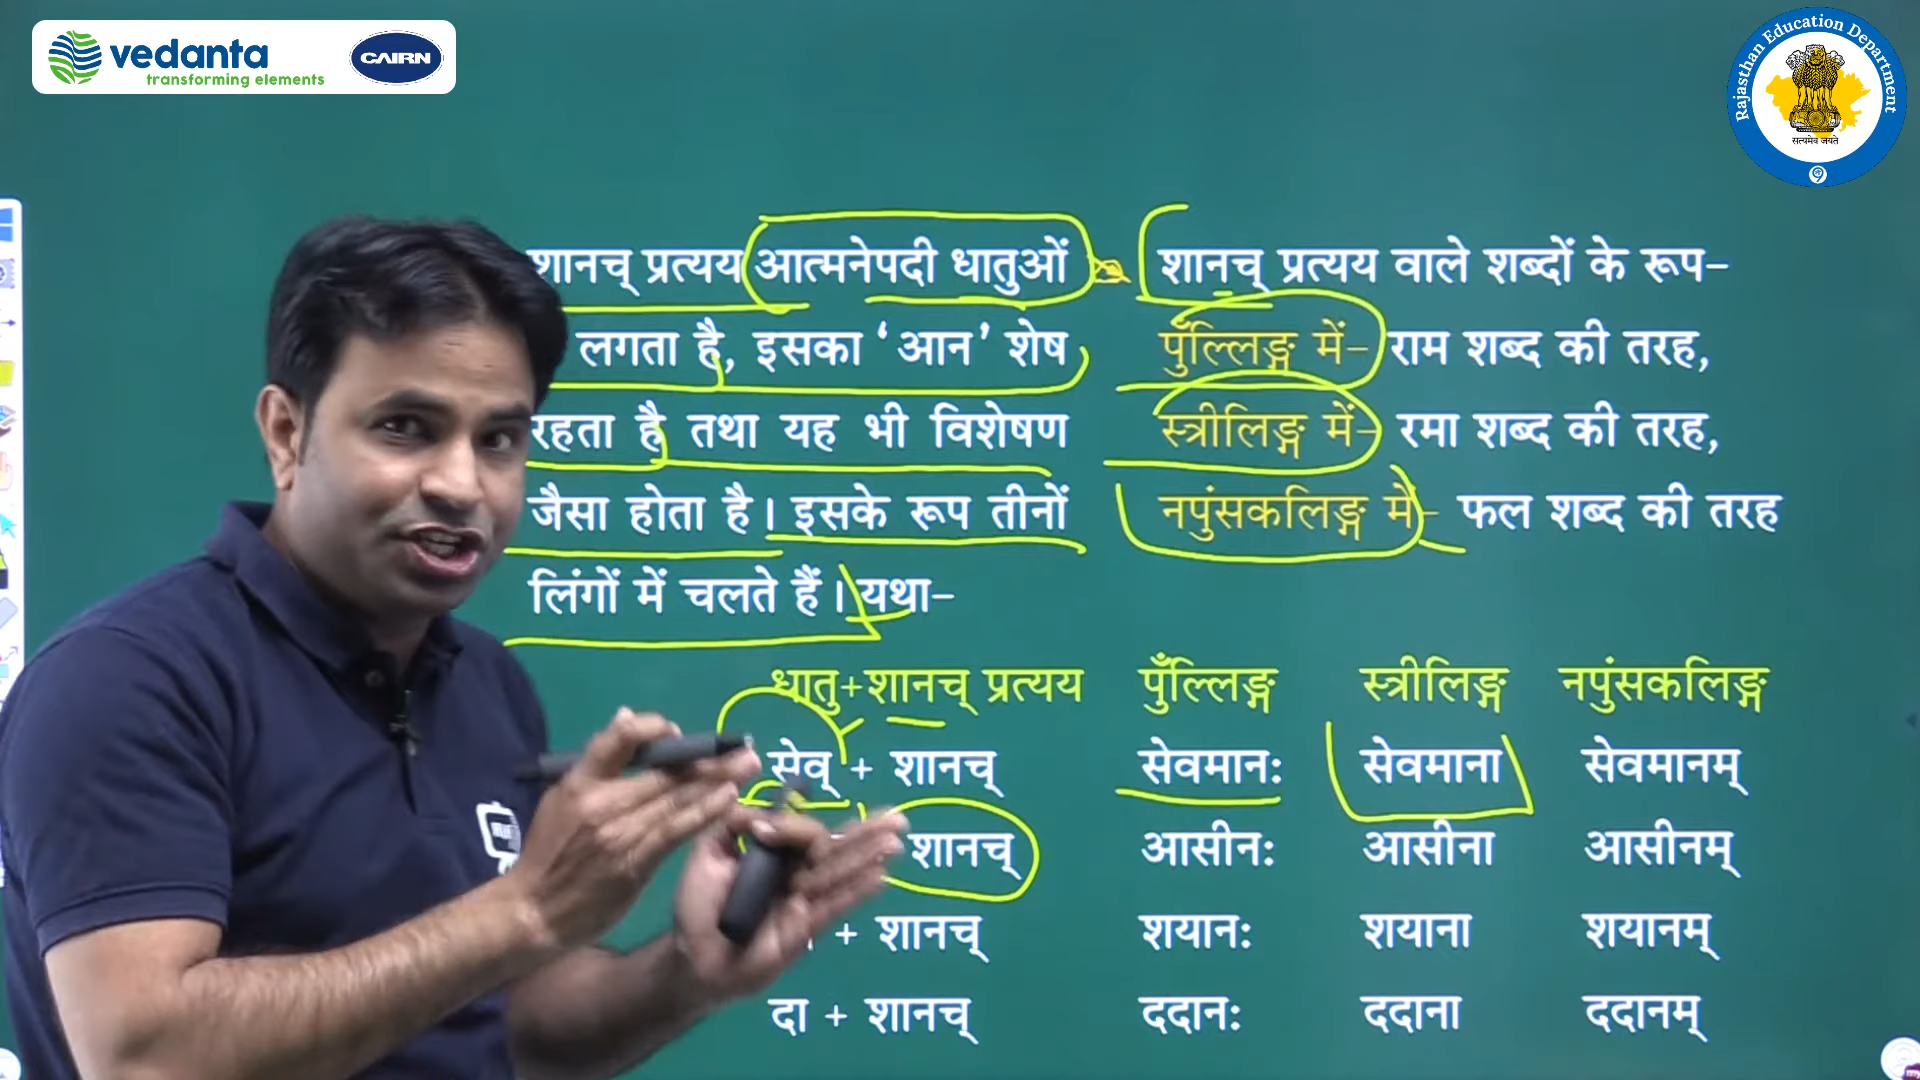 vedanta
transforming elements
CAIRN
Rajasthan Education Department
सत्यमेव जयते
शानच् प्रत्यय आत्मनेपदी धातुओं
लगता है, इसका ‘आन’ शेष
रहता है तथा यह भी विशेषण
जैसा होता है। इसके रूप तीनों
लिंगों में चलते हैं। यथा–
शानच् प्रत्यय वाले शब्दों के रूप–
पुँल्लिङ्ग में– राम शब्द की तरह,
स्त्रीलिङ्ग में– रमा शब्द की तरह,
नपुंसकलिङ्ग में– फल शब्द की तरह
धातु+शानच् प्रत्यय पुँल्लिङ्ग स्त्रीलिङ्ग नपुंसकलिङ्ग
सेव् + शानच् सेवमानः सेवमाना सेवमानम्
शानच् आसीनः आसीना आसीनम्
+ शानच् शयानः शयाना शयानम्
दा + शानच् ददानः ददाना ददानम्